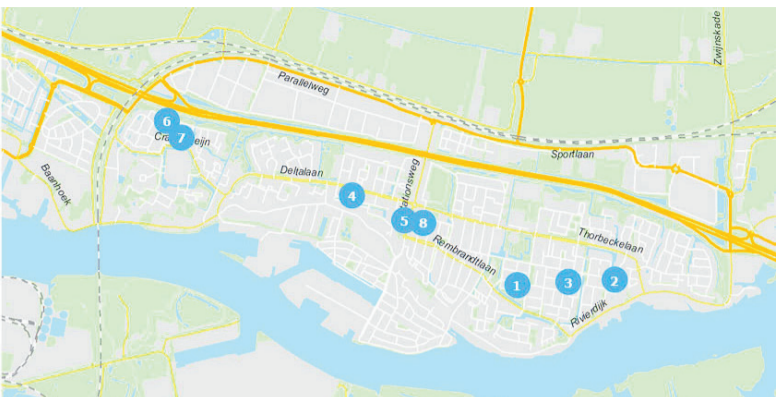 Zwijnskade
Parallelweg
6
7
Sportlaan
Baanhoek
Deltalaan
4
5
8
Rembrandtlaan
Thorbeckelaan
1
3
2
Rivierdijk